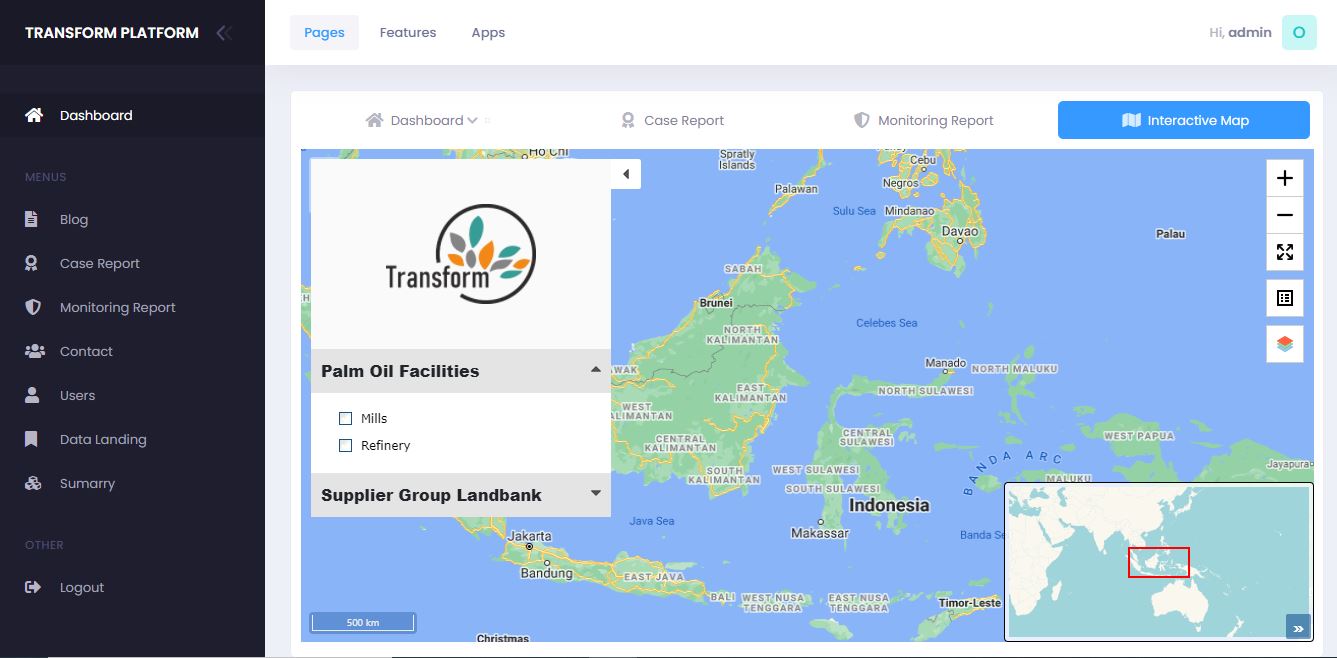 TRANSFORM PLATFORM
Pages
Features
Apps
Hi, admin
O
Dashboard
MENUS
Blog
Case Report
Monitoring Report
Contact
Users
Data Landing
Sumarry
OTHER
Logout
Dashboard
Case Report
Monitoring Report
Interactive Map
Ho Chi
Spratly
Islands
Palawan
Cebu
Negros
Sulu Sea
Mindanao
Davao
Palau
Transform
SABAH
Brunei
NORTH
KALIMANTAN
Celebes Sea
Manado
NORTH MALUKU
Palm Oil Facilities
Mills
Refinery
Supplier Group Landbank
EAST
KALIMANTAN
NORTH SULAWESI
WEST
CENTRAL
KALIMANTAN
CENTRAL
SULAWESI
WEST PAPUA
BANDA ARC
Jayapura
SOUTH
KALIMANTAN
WEST SULAWESI
SOUTH SULAWESI
MALUKU
Indonesia
Java Sea
Makassar
Jakarta
Bandung
EAST JAVA
BALI
WEST NUSA
TENGGARA
EAST NUSA
TENGGARA
Timor-Leste
500 km
Christmas
»